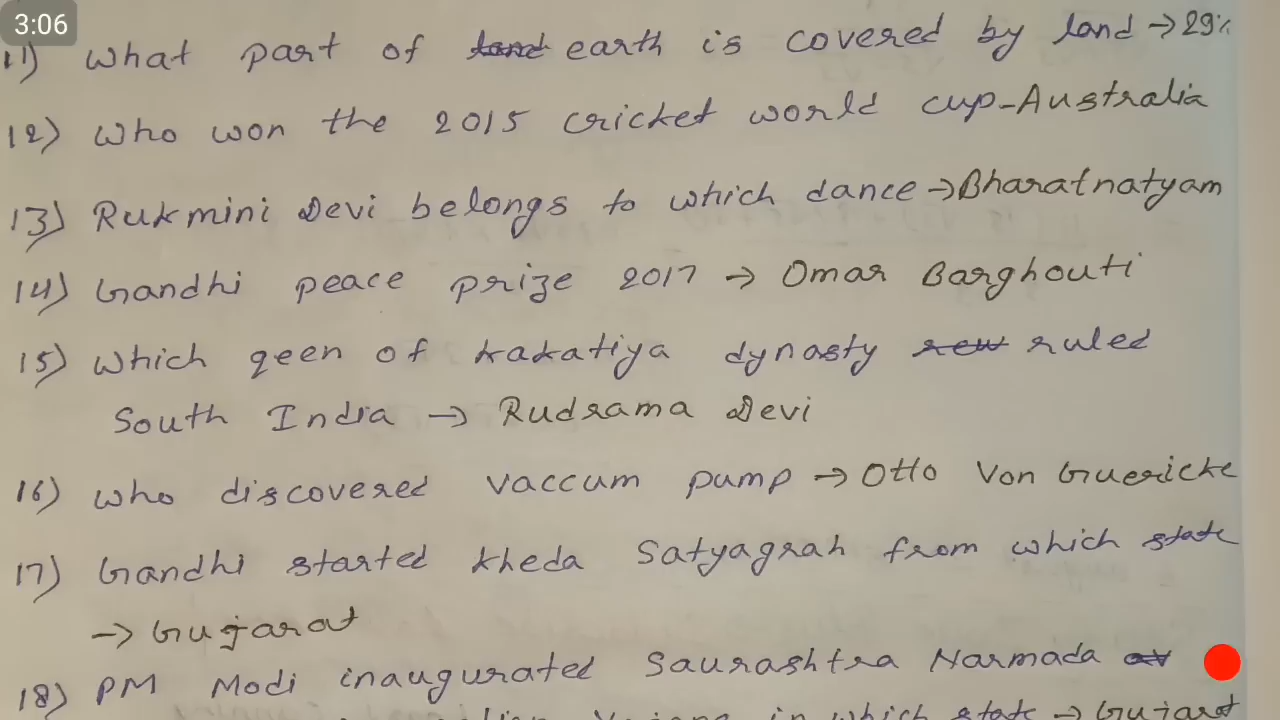 3:06
11) What part of land earth is covered by land → 29%
12) Who won the 2015 cricket world cup - Australia
13) Rukmini Devi belongs to which dance → Bharatnatyam
14) Gandhi peace prize 2017 → Omar Barghouti
15) Which qeen of kakatiya dynasty rew ruled
South India → Rudrama Devi
16) who discovered vaccum pump → Otto Von Guericke
17) Gandhi started kheda Satyagrah from which state
→ Gujarat
18) PM Modi inaugurated Saurashtra Narmada
in which state → Gujarat